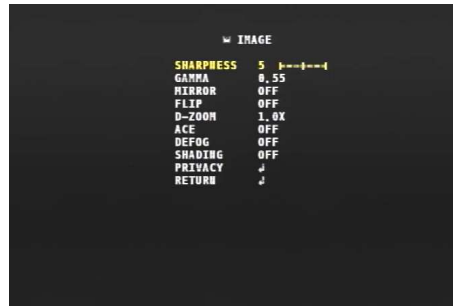 IMAGE
SHARPNESS 5
GAMMA 0.55
MIRROR OFF
FLIP OFF
D-ZOOM 1.0X
ACE OFF
DEFOG OFF
SHADING OFF
PRIVACY ↲
RETURN ↲